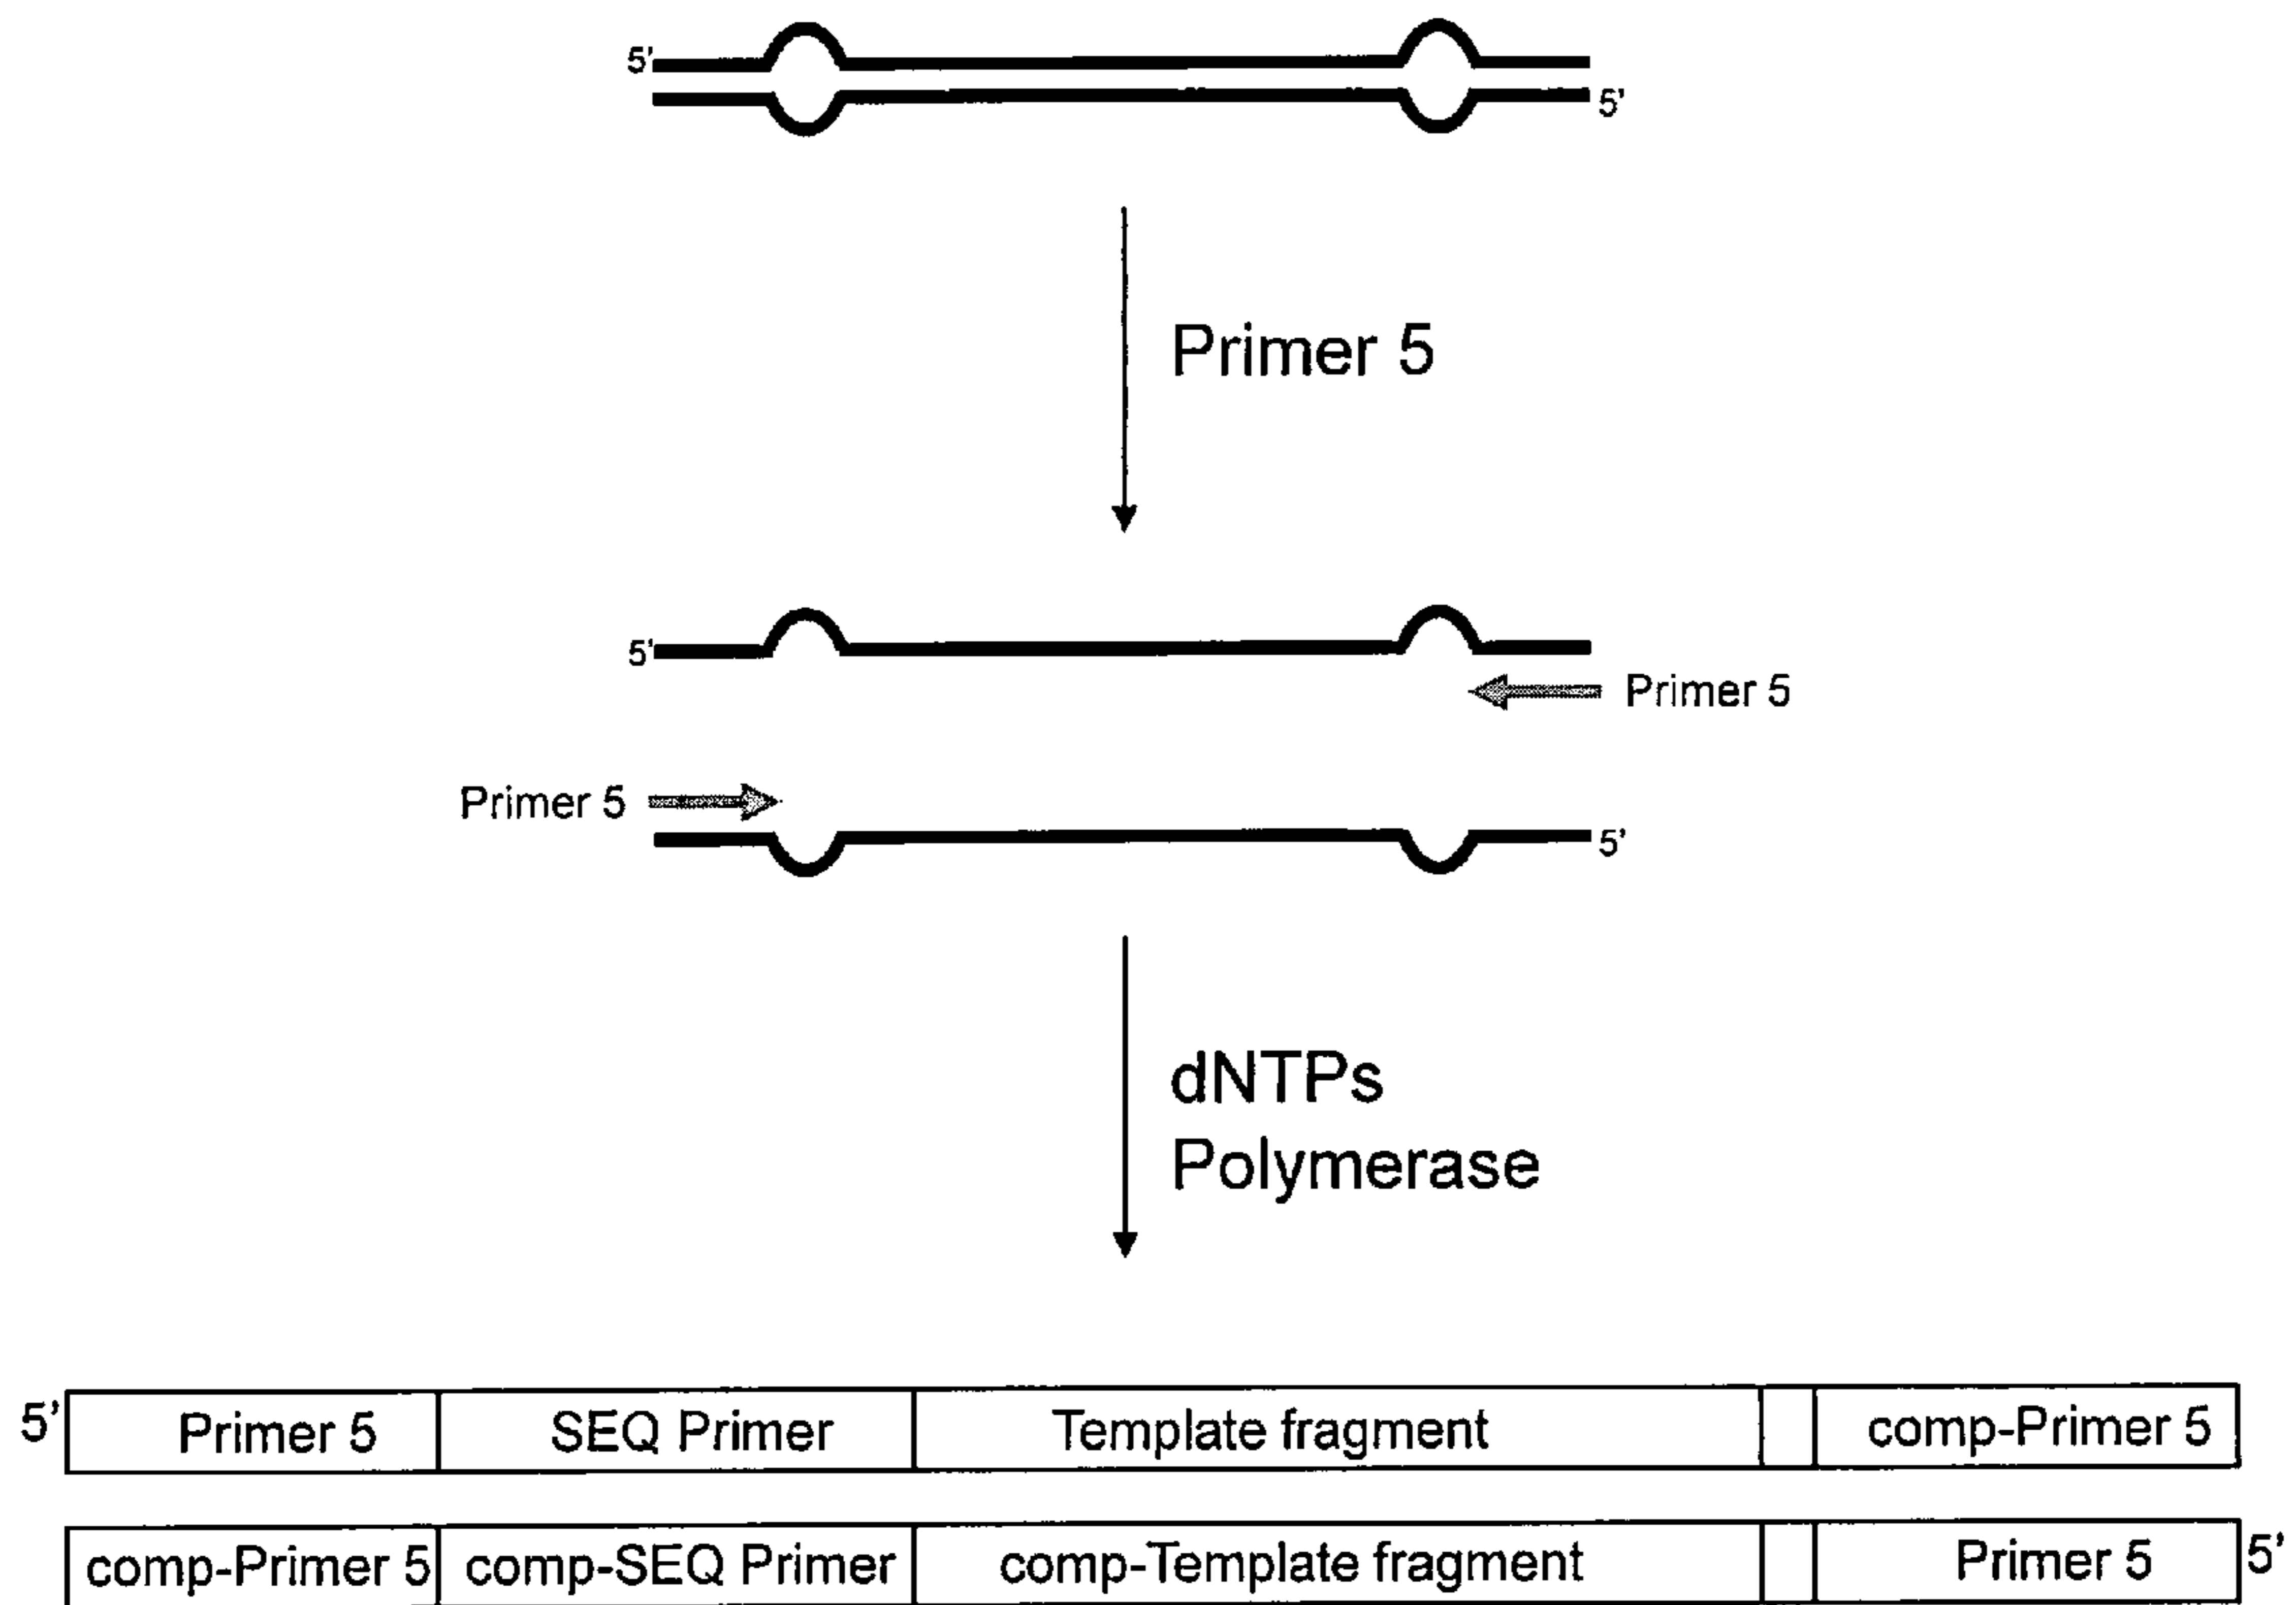 5'
5'
Primer 5
5'
Primer 5
Primer 5
5'
dNTPs
Polymerase
5' Primer 5 SEQ Primer Template fragment comp-Primer 5
comp-Primer 5 comp-SEQ Primer comp-Template fragment Primer 5 5'